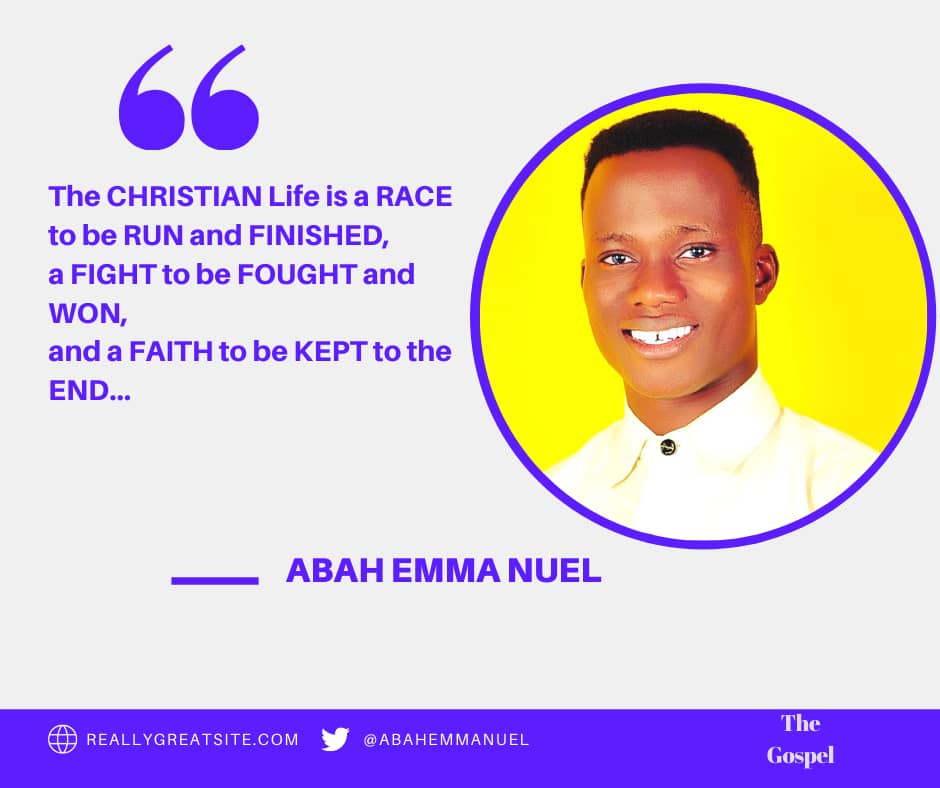 The CHRISTIAN Life is a RACE
to be RUN and FINISHED,
a FIGHT to be FOUGHT and
WON,
and a FAITH to be KEPT to the
END...
ABAH EMMA NUEL
REALLYGREATSITE.COM
@ABAHEMMANUEL
The
Gospel